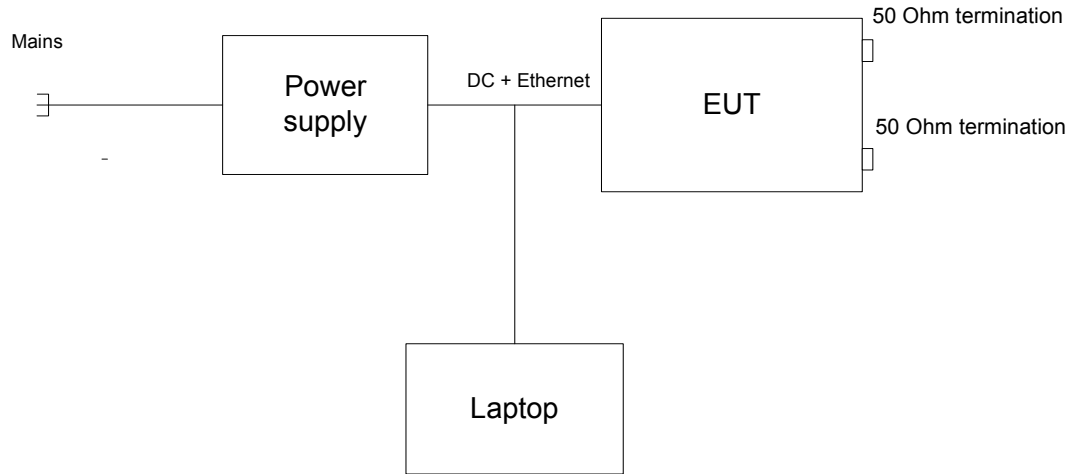 50 Ohm termination
Mains
Power
supply
DC + Ethernet
EUT
50 Ohm termination
Laptop